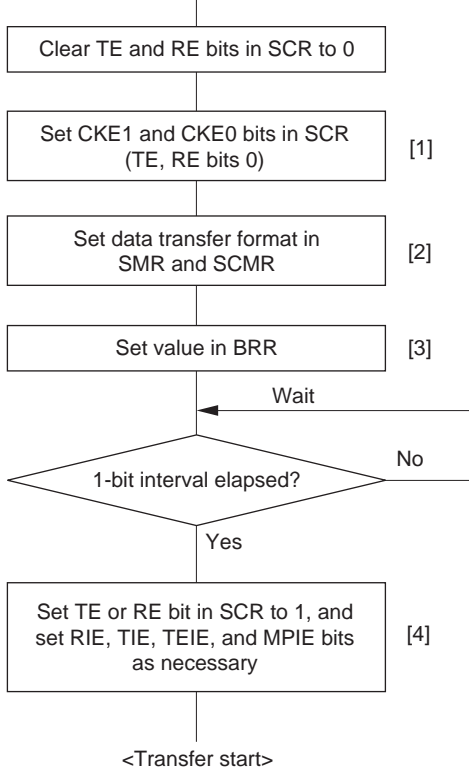 Clear TE and RE bits in SCR to 0
Set CKE1 and CKE0 bits in SCR
(TE, RE bits 0)
[1]
Set data transfer format in
SMR and SCMR
[2]
Set value in BRR
[3]
Wait
1-bit interval elapsed?
No
Yes
Set TE or RE bit in SCR to 1, and
set RIE, TIE, TEIE, and MPIE bits
as necessary
[4]
<Transfer start>